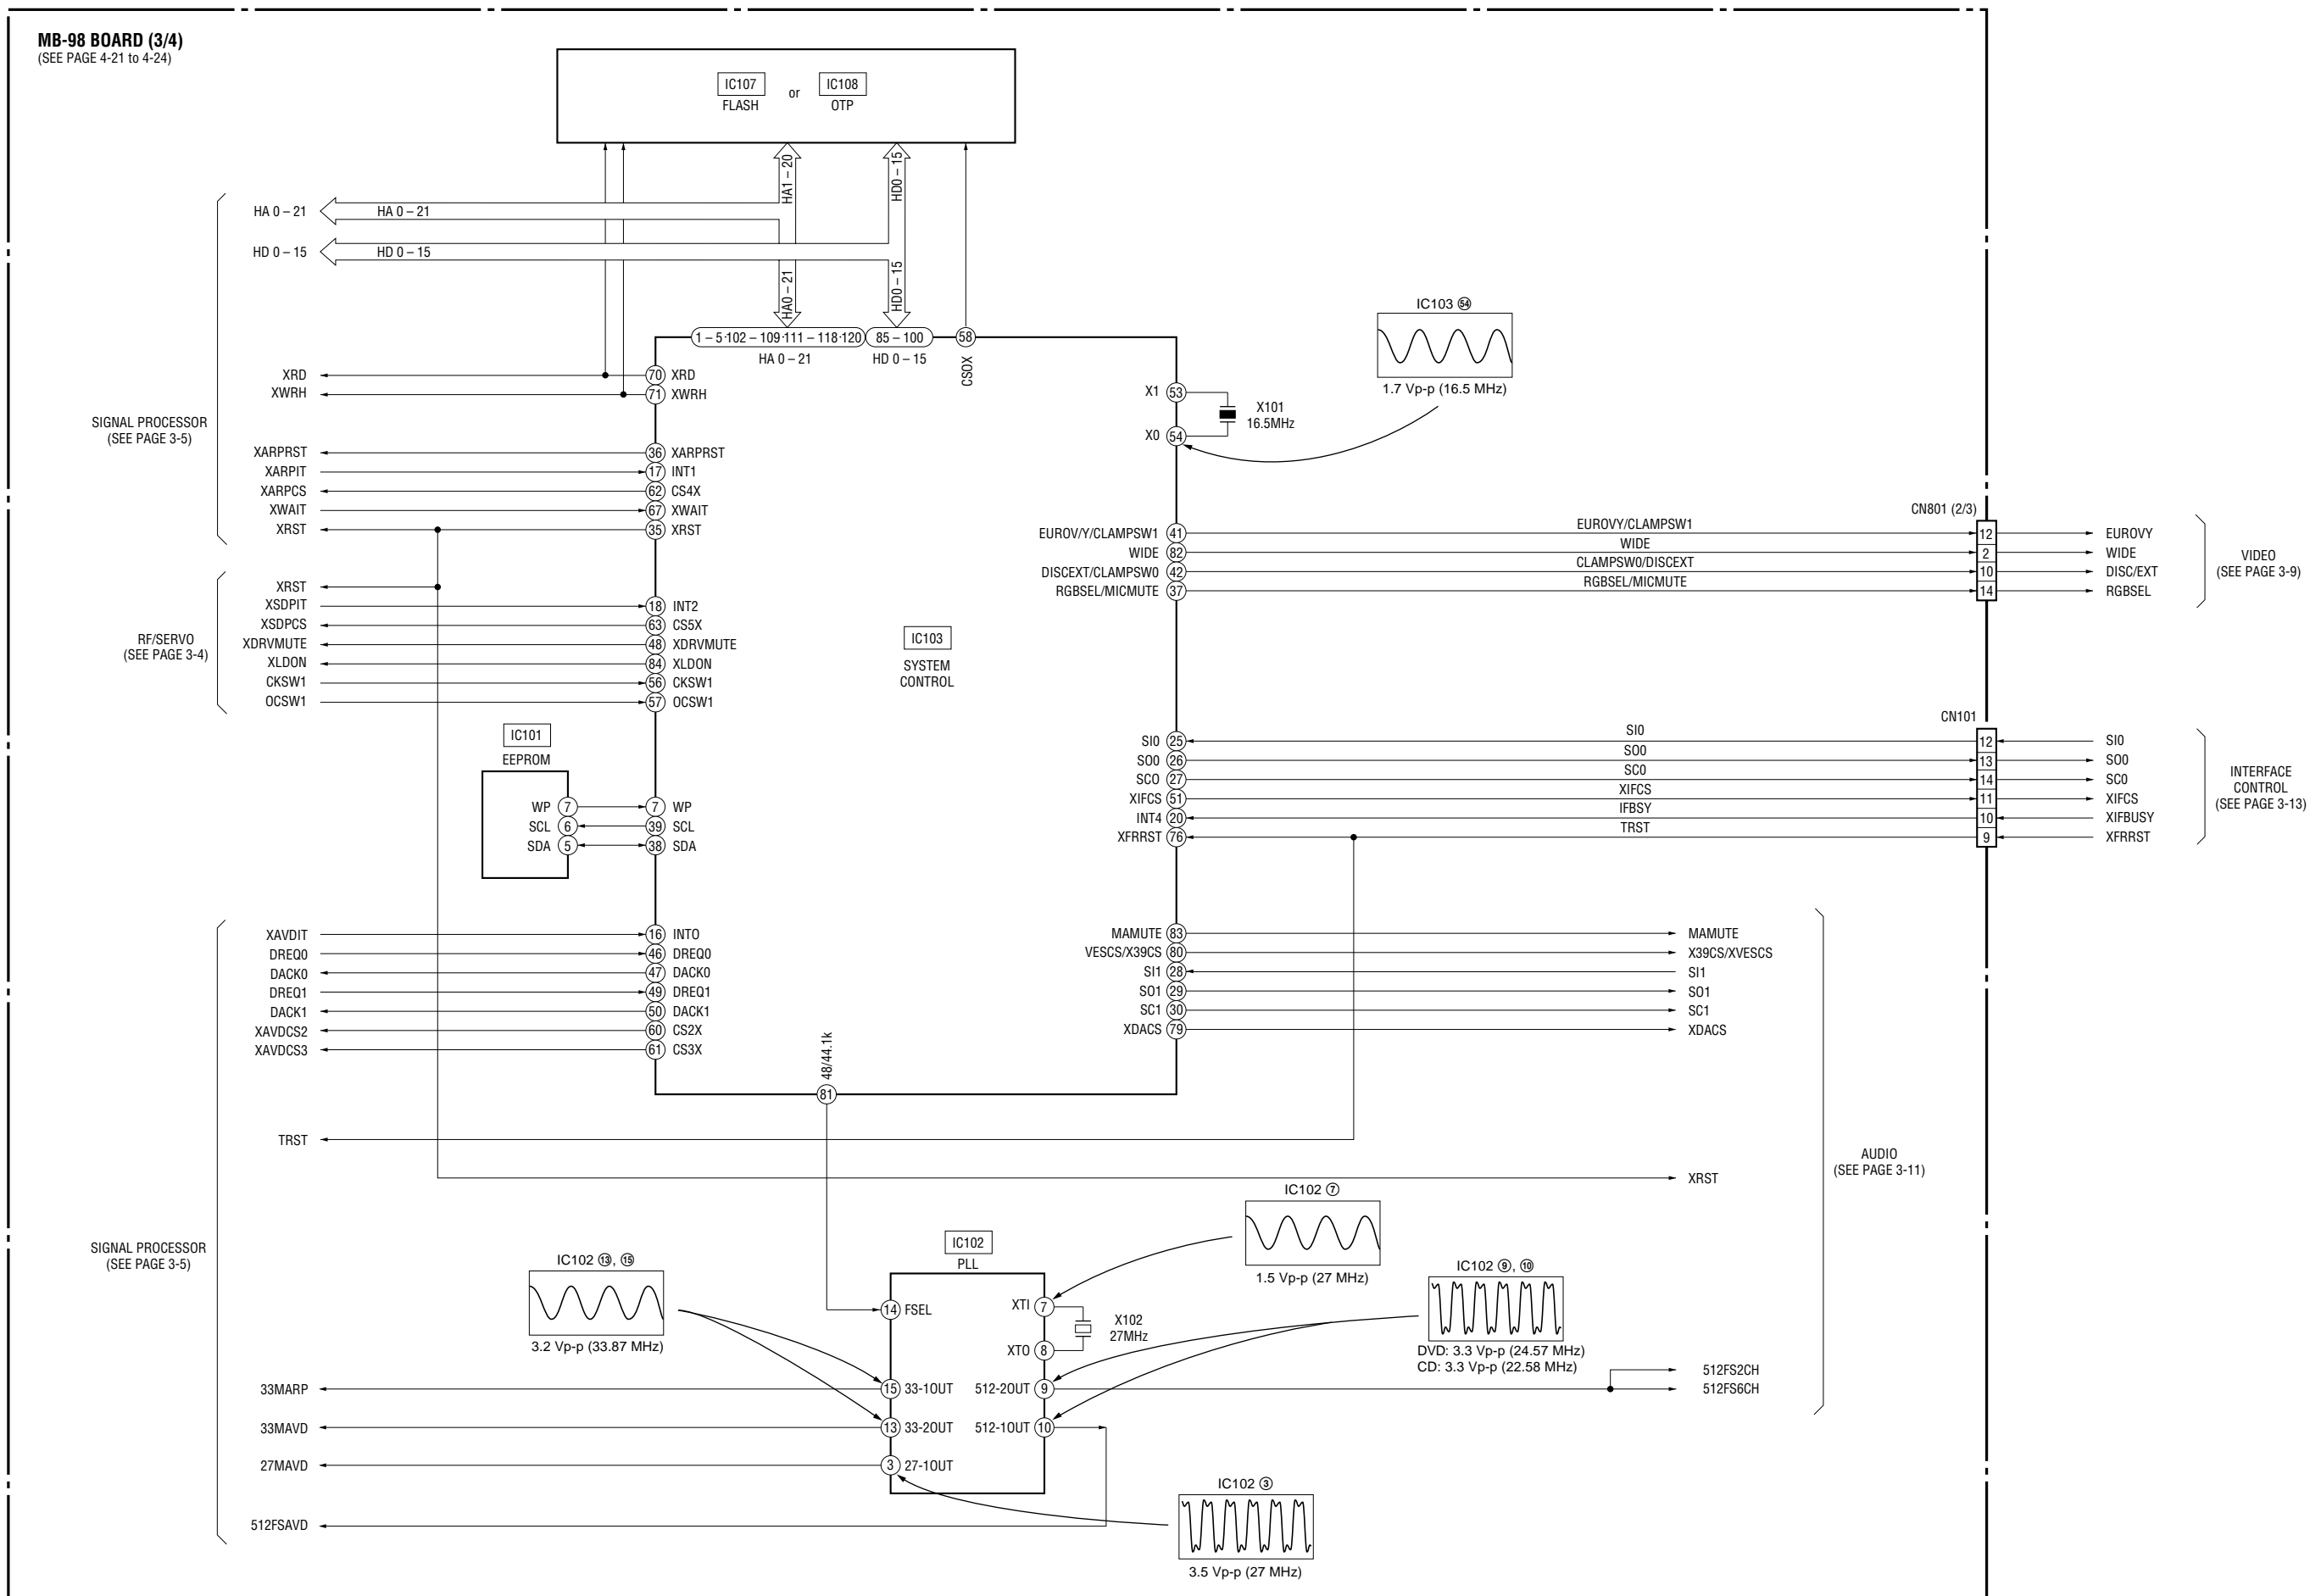 MB-98 BOARD (3/4)
(SEE PAGE 4-21 to 4-24)
IC107
FLASH
or
IC108
OTP
HA1 – 20
HD0 – 15
HA 0 – 21
HA 0 – 21
HD 0 – 15
HD 0 – 15
HA0 – 21
HD0 – 15
1 – 5·102 – 109·111 – 118·120
85 – 100
58
HA 0 – 21
HD 0 – 15
CSOX
SIGNAL PROCESSOR
(SEE PAGE 3-5)
XRD
70 XRD
XWRH
71 XWRH
XARPRST
36 XARPRST
XARPIT
17 INT1
XARPCS
62 CS4X
XWAIT
67 XWAIT
XRST
35 XRST
RF/SERVO
(SEE PAGE 3-4)
XRST
XSDPIT
18 INT2
XSDPCS
63 CS5X
XDRVMUTE
48 XDRVMUTE
XLDON
84 XLDON
CKSW1
56 CKSW1
OCSW1
57 OCSW1
IC103
SYSTEM
CONTROL
IC103 54
1.7 Vp-p (16.5 MHz)
X1 53
X0 54
X101
16.5MHz
CN801 (2/3)
EUROV/Y/CLAMPSW1 41
EUROVY/CLAMPSW1
12
EUROVY
WIDE 82
WIDE
2
WIDE
DISCEXT/CLAMPSW0 42
CLAMPSW0/DISCEXT
10
DISC/EXT
RGBSEL/MICMUTE 37
RGBSEL/MICMUTE
14
RGBSEL
VIDEO
(SEE PAGE 3-9)
CN101
SI0 25
SI0
12
SI0
SO0 26
SO0
13
SO0
SCO 27
SC0
14
SC0
XIFCS 51
XIFCS
11
XIFCS
INT4 20
IFBSY
10
XIFBUSY
XFRRST 76
TRST
9
XFRRST
INTERFACE
CONTROL
(SEE PAGE 3-13)
IC101
EEPROM
WP 7
7 WP
SCL 6
39 SCL
SDA 5
38 SDA
XAVDIT
16 INTO
DREQ0
46 DREQ0
DACK0
47 DACK0
DREQ1
49 DREQ1
DACK1
50 DACK1
XAVDCS2
60 CS2X
XAVDCS3
61 CS3X
48/44.1k
81
MAMUTE 83
MAMUTE
VESCS/X39CS 80
X39CS/XVESCS
SI1 28
SI1
SO1 29
SO1
SC1 30
SC1
XDACS 79
XDACS
TRST
XRST
AUDIO
(SEE PAGE 3-11)
SIGNAL PROCESSOR
(SEE PAGE 3-5)
IC102 13, 15
3.2 Vp-p (33.87 MHz)
IC102
PLL
IC102 7
1.5 Vp-p (27 MHz)
IC102 9, 10
DVD: 3.3 Vp-p (24.57 MHz)
CD: 3.3 Vp-p (22.58 MHz)
14 FSEL
XTI 7
XTO 8
X102
27MHz
33MARP
15 33-1OUT
512-2OUT 9
512FS2CH
512FS6CH
33MAVD
13 33-2OUT
512-1OUT 10
27MAVD
3 27-1OUT
512FSAVD
IC102 3
3.5 Vp-p (27 MHz)